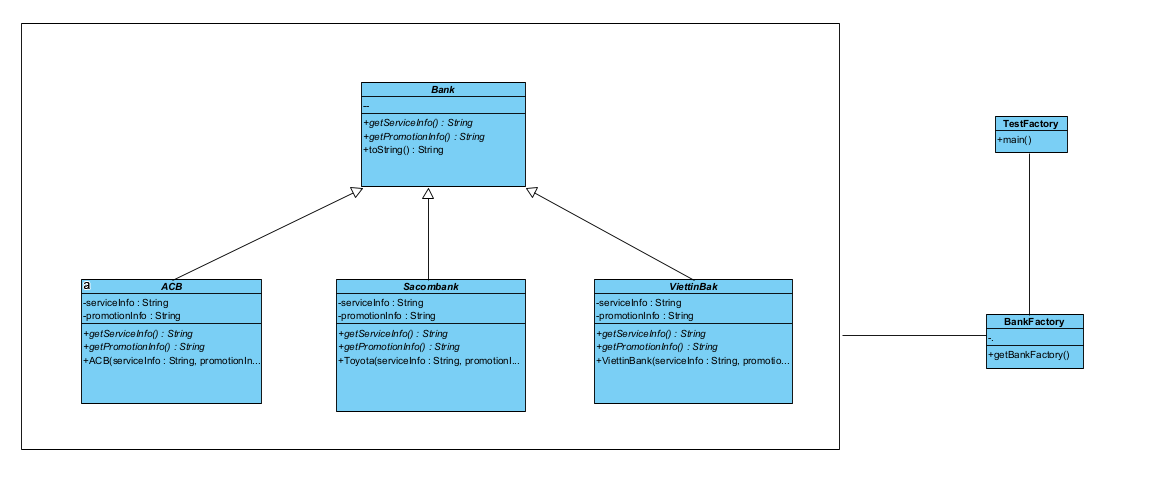 Bank
--
+getServiceInfo() : String
+getPromotionInfo() : String
+toString() : String
TestFactory
+main()
a
ACB
-serviceInfo : String
-promotionInfo : String
+getServiceInfo() : String
+getPromotionInfo() : String
+ACB(serviceInfo : String, promotionIn...
Sacombank
-serviceInfo : String
-promotionInfo : String
+getServiceInfo() : String
+getPromotionInfo() : String
+Toyota(serviceInfo : String, promotionI...
ViettinBak
-serviceInfo : String
-promotionInfo : String
+getServiceInfo() : String
+getPromotionInfo() : String
+ViettinBank(serviceInfo : String, promotio...
BankFactory
-.
+getBankFactory()